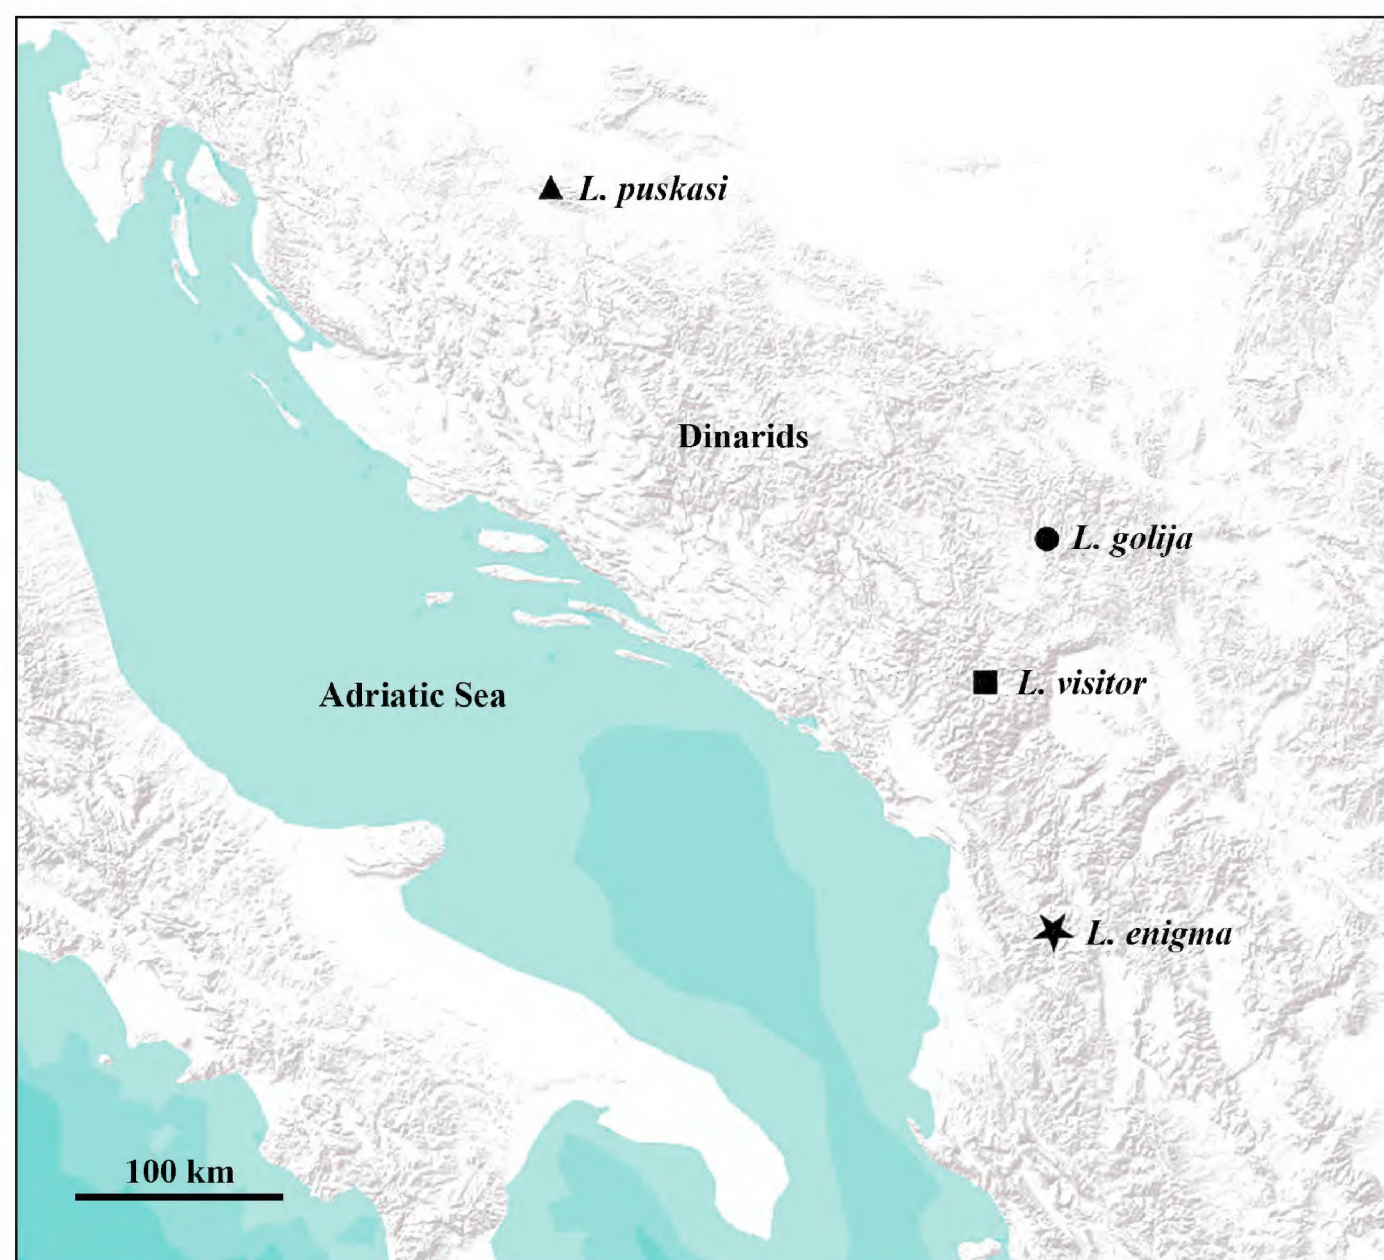 L. puskasi
Dinarids
L. golija
Adriatic Sea
L. visitor
L. enigma
100 km